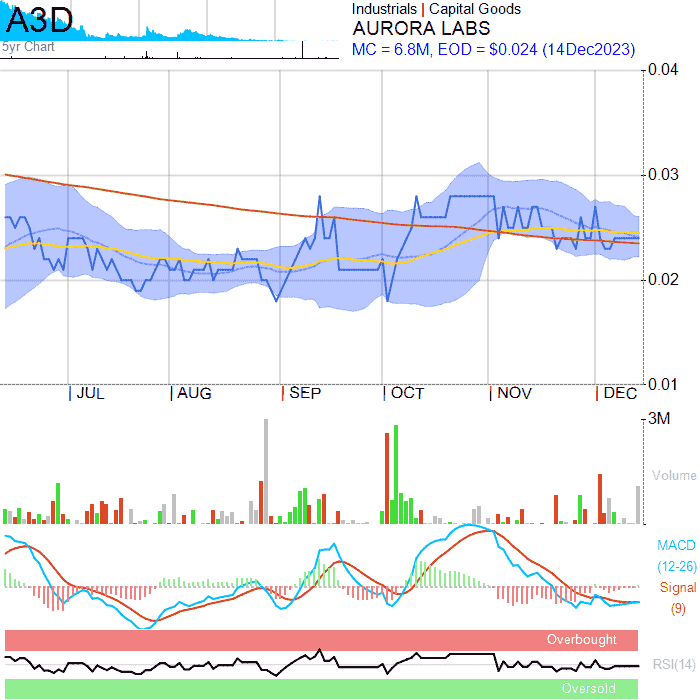 A3D
5yr Chart
Industrials | Capital Goods
AURORA LABS
MC = 6.8M, EOD = $0.024 (14Dec2023)
0.04
0.03
0.02
0.01
JUL
AUG
SEP
OCT
NOV
DEC
3M
Volume
MACD
(12-26)
Signal
(9)
Overbought
RSI(14)
Oversold